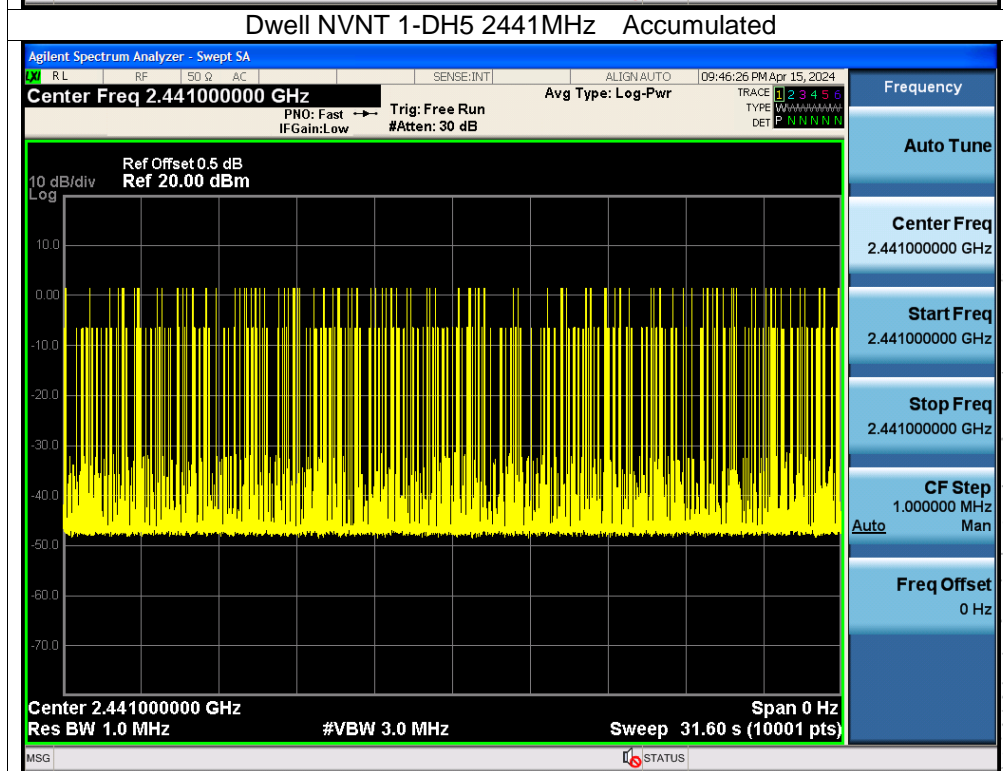 Dwell NVNT 1-DH5 2441MHz Accumulated
Agilent Spectrum Analyzer - Swept SA
LXI RL RF 50 Ω AC SENSE:INT ALIGN AUTO 09:46:26 PM Apr 15, 2024
Center Freq 2.441000000 GHz Avg Type: Log-Pwr TRACE 1 2 3 4 5 6
PNO: Fast Trig: Free Run TYPE WWWWWW
IFGain:Low #Atten: 30 dB DET P N N N N N
Ref Offset 0.5 dB
10 dB/div Ref 20.00 dBm
Log
10.0
0.00
-10.0
-20.0
-30.0
-40.0
-50.0
-60.0
-70.0
Center 2.441000000 GHz Span 0 Hz
Res BW 1.0 MHz #VBW 3.0 MHz Sweep 31.60 s (10001 pts)
MSG STATUS
Frequency
Auto Tune
Center Freq
2.441000000 GHz
Start Freq
2.441000000 GHz
Stop Freq
2.441000000 GHz
CF Step
1.000000 MHz
Auto Man
Freq Offset
0 Hz